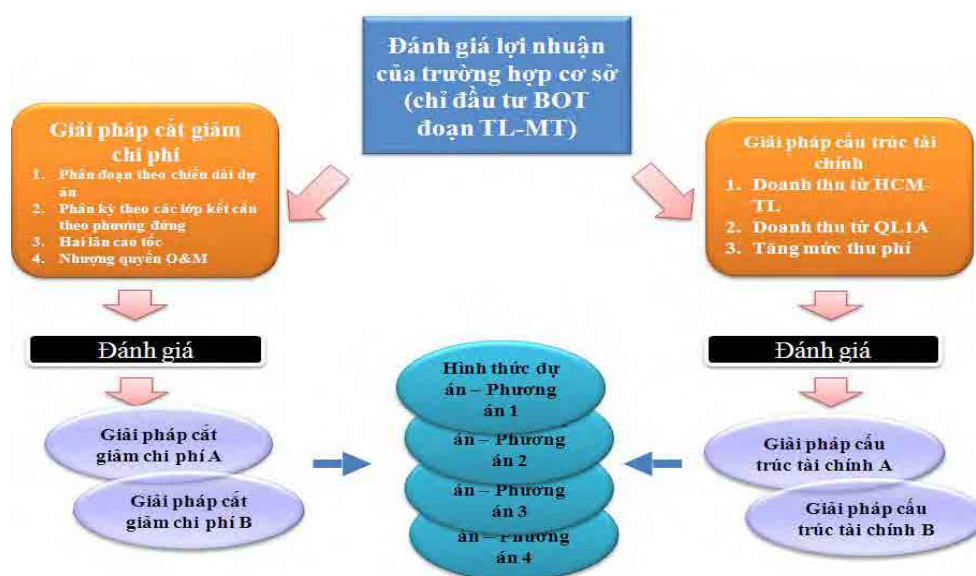 Đánh giá lợi nhuận
của trường hợp cơ sở
(chỉ đầu tư BOT
đoạn TL-MT)
Giải pháp cắt giảm
chi phí
1. Phân đoạn theo chiều dài dự
án
2. Phân kỳ theo các lớp kết cấu
theo phương đứng
3. Hai làn cao tốc
4. Nhượng quyền O&M
Giải pháp cấu trúc tài
chính
1. Doanh thu từ HCM-
TL
2. Doanh thu từ QL1A
3. Tăng mức thu phí
Đánh giá
Đánh giá
Giải pháp cắt
giảm chi phí A
Giải pháp cắt
giảm chi phí B
Hình thức dự
án – Phương
án 1
án – Phương
án 2
án – Phương
án 3
án – Phương
án 4
Giải pháp cấu
trúc tài chính A
Giải pháp cấu
trúc tài chính B